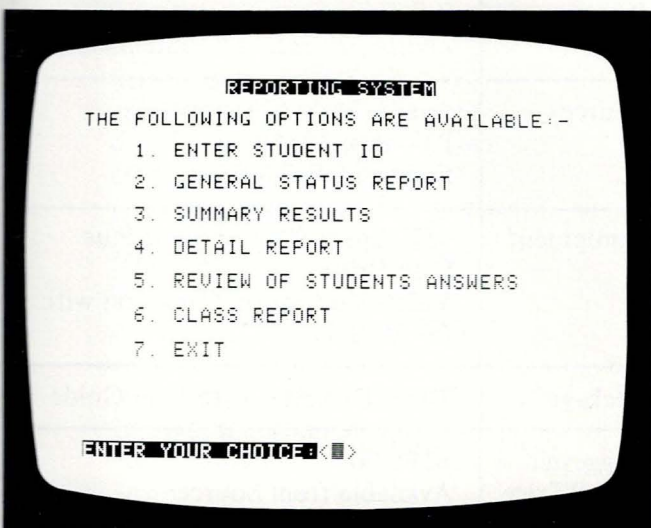 REPORTING SYSTEM
THE FOLLOWING OPTIONS ARE AVAILABLE:-
1. ENTER STUDENT ID
2. GENERAL STATUS REPORT
3. SUMMARY RESULTS
4. DETAIL REPORT
5. REVIEW OF STUDENTS ANSWERS
6. CLASS REPORT
7. EXIT
ENTER YOUR CHOICE:< >